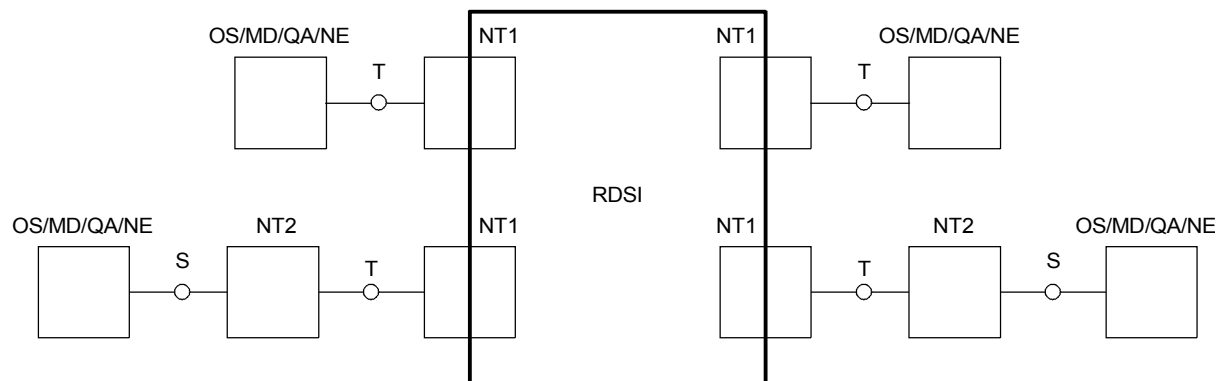 OS/MD/QA/NE NT1 NT1 OS/MD/QA/NE
T T
RDSI
OS/MD/QA/NE NT2 NT1 NT1 NT2 OS/MD/QA/NE
S T T S